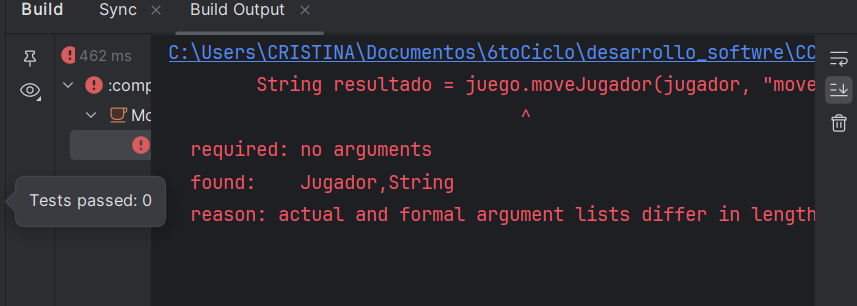 Build Sync × Build Output ×
462 ms
:comp
Mo
C:\Users\CRISTINA\Documentos\6toCiclo\desarrollo_softwre\CC
String resultado = juego.moveJugador(jugador, "move
^
required: no arguments
found: Jugador,String
reason: actual and formal argument lists differ in length
Tests passed: 0